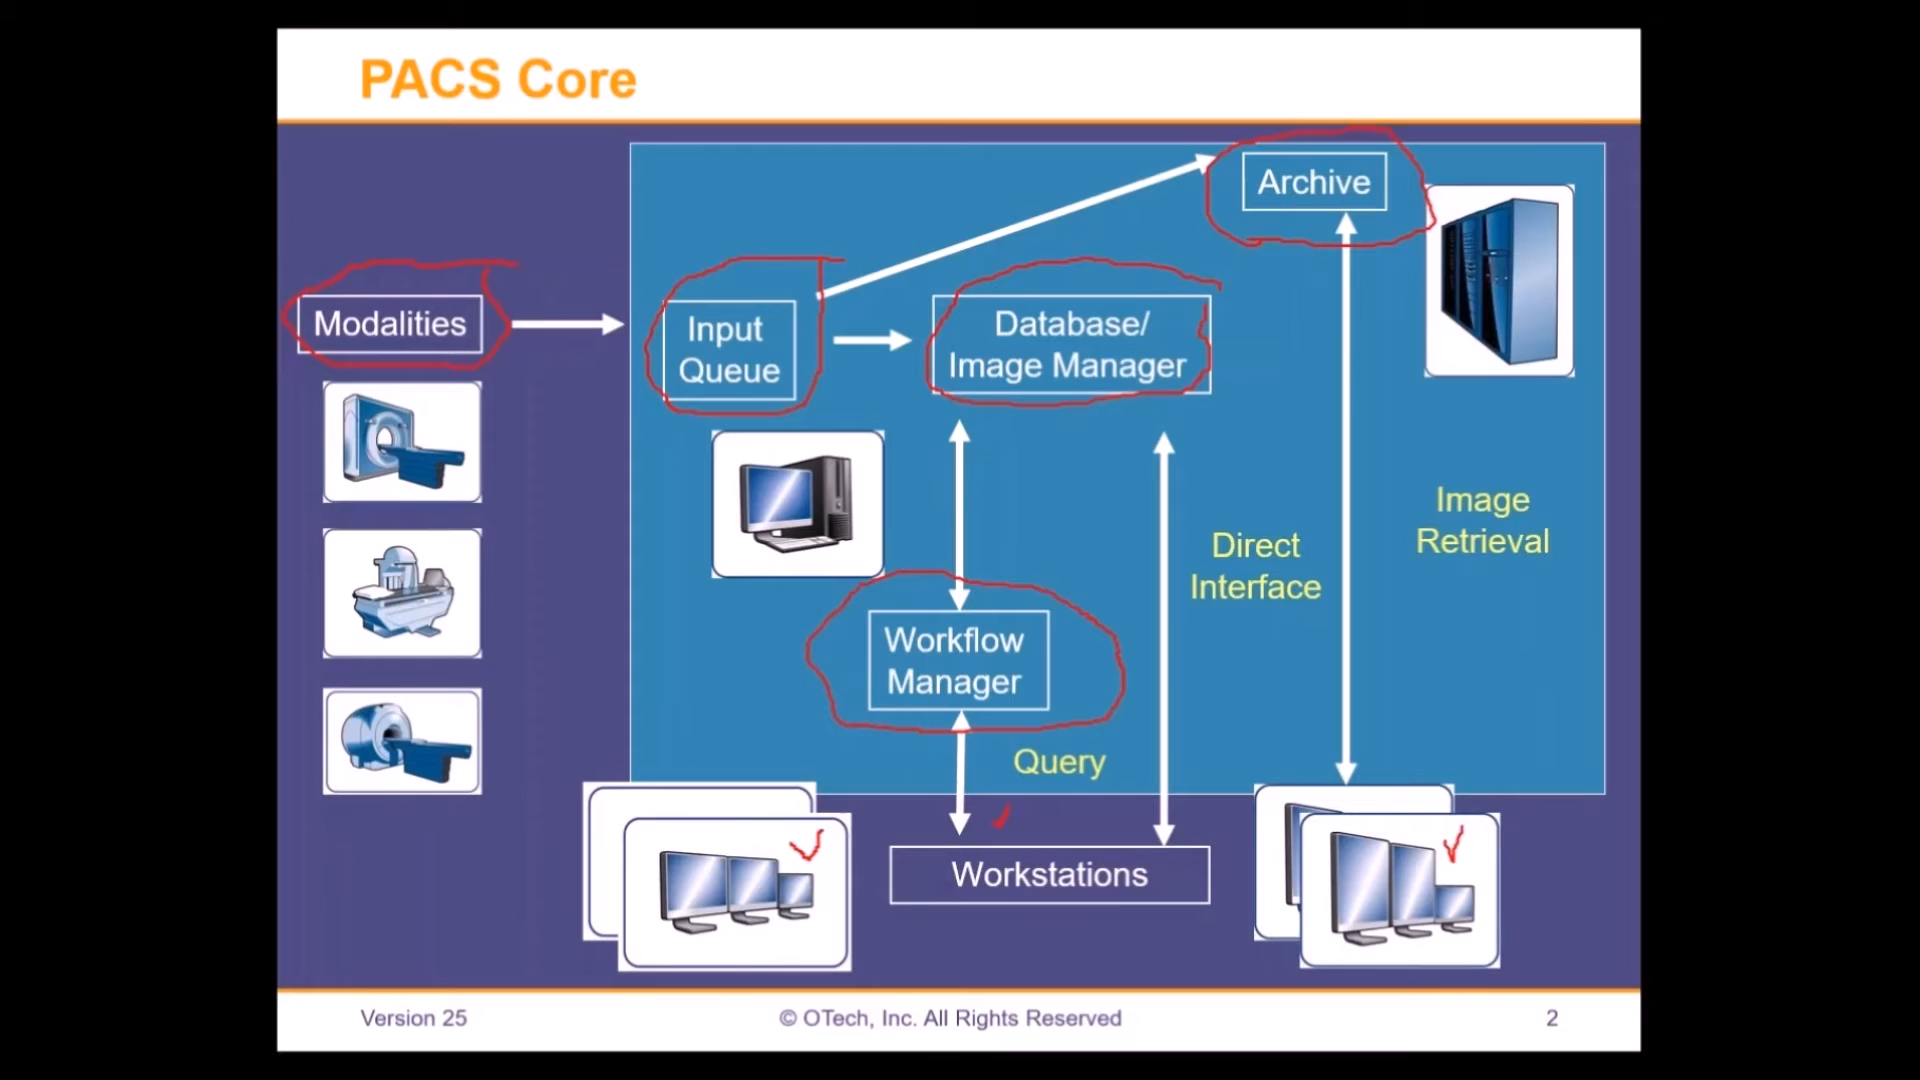 PACS Core
Archive
Modalities
Input
Queue
Database/
Image Manager
Image
Retrieval
Direct
Interface
Workflow
Manager
Query
Workstations
Version 25
© OTech, Inc. All Rights Reserved
2